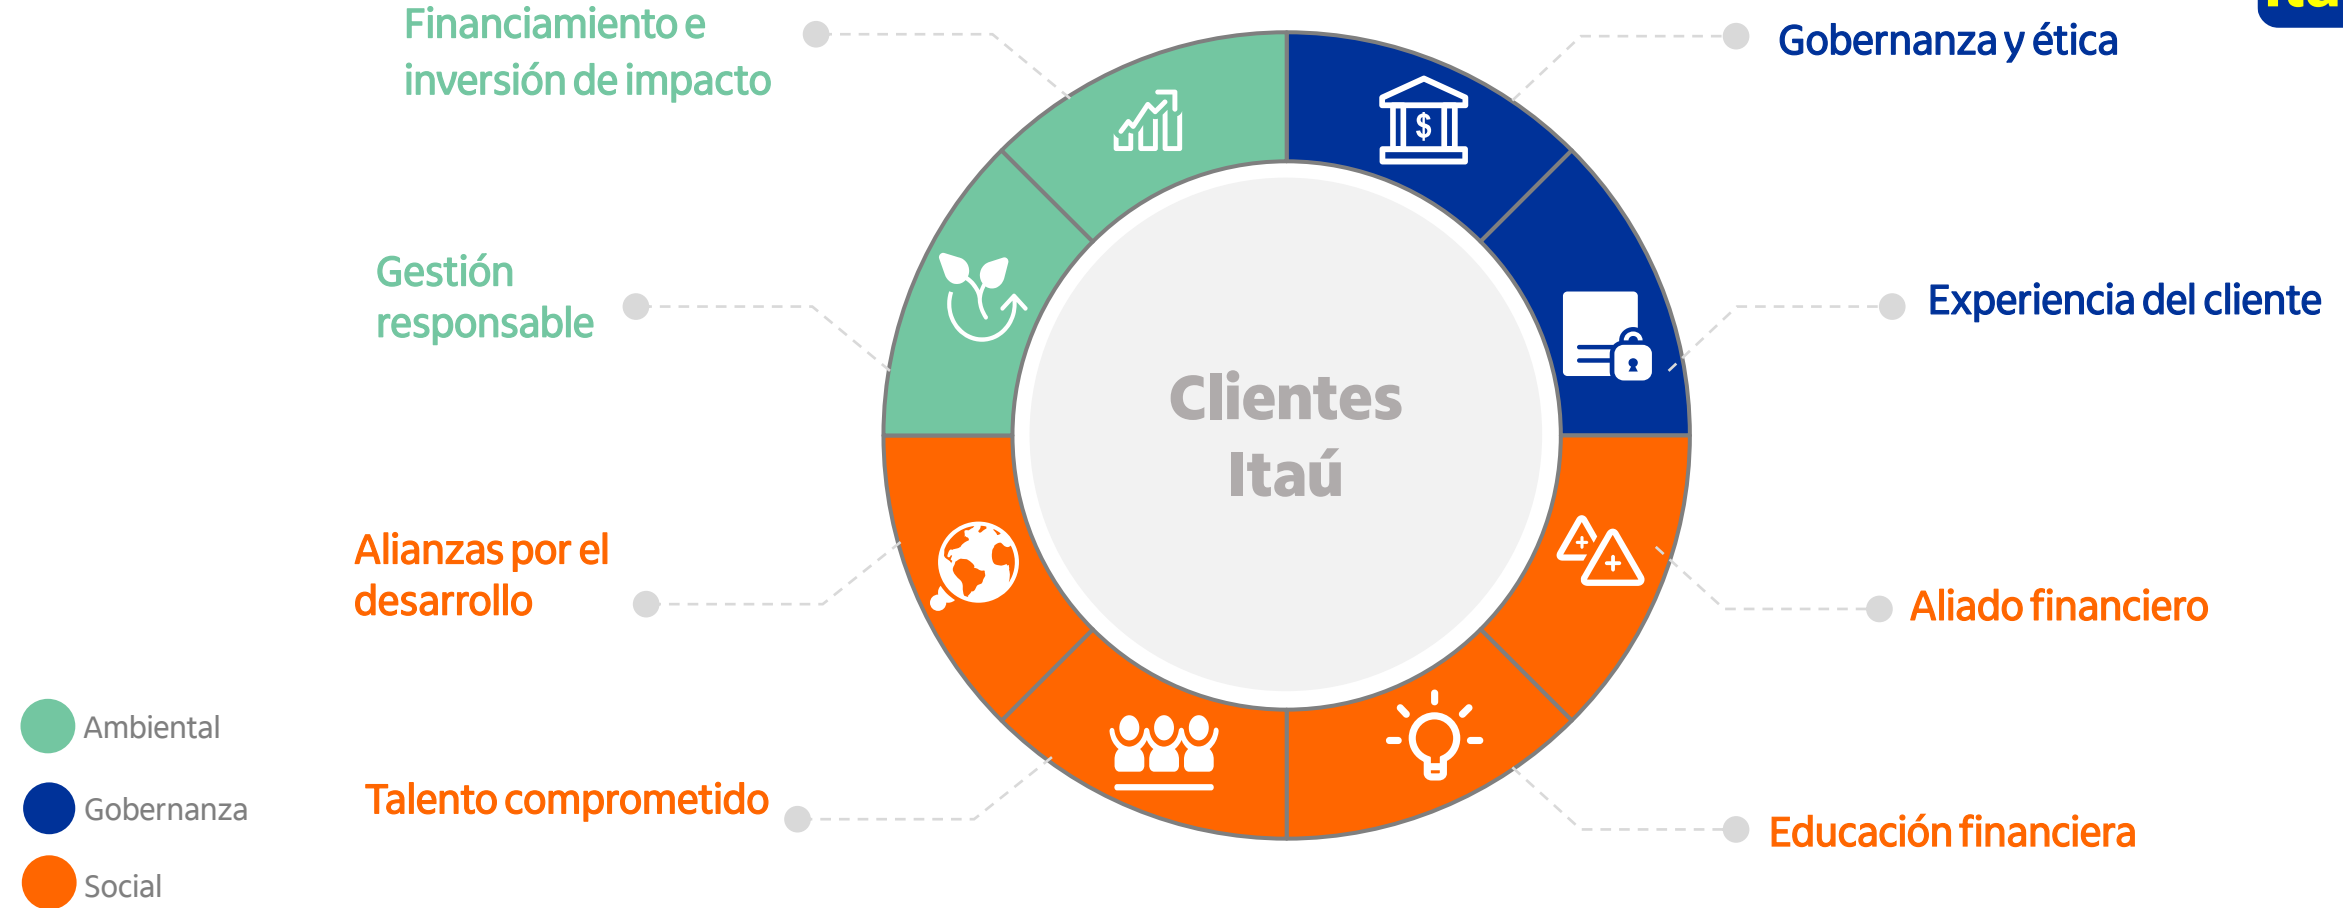 Financiamiento e
inversión de impacto
Gobernanza y ética
$
Gestión
responsable
Experiencia del cliente
Clientes
Itaú
Alianzas por el
desarrollo
Aliado financiero
Ambiental
Talento comprometido
Gobernanza
Educación financiera
Social